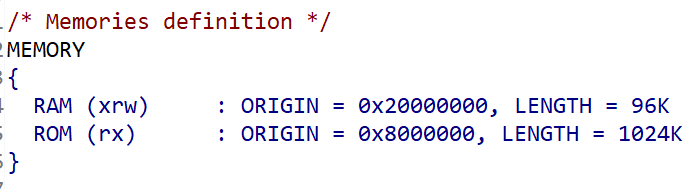 /* Memories definition */
MEMORY
{
  RAM (xrw)     : ORIGIN = 0x20000000, LENGTH = 96K
  ROM (rx)      : ORIGIN = 0x8000000, LENGTH = 1024K
}